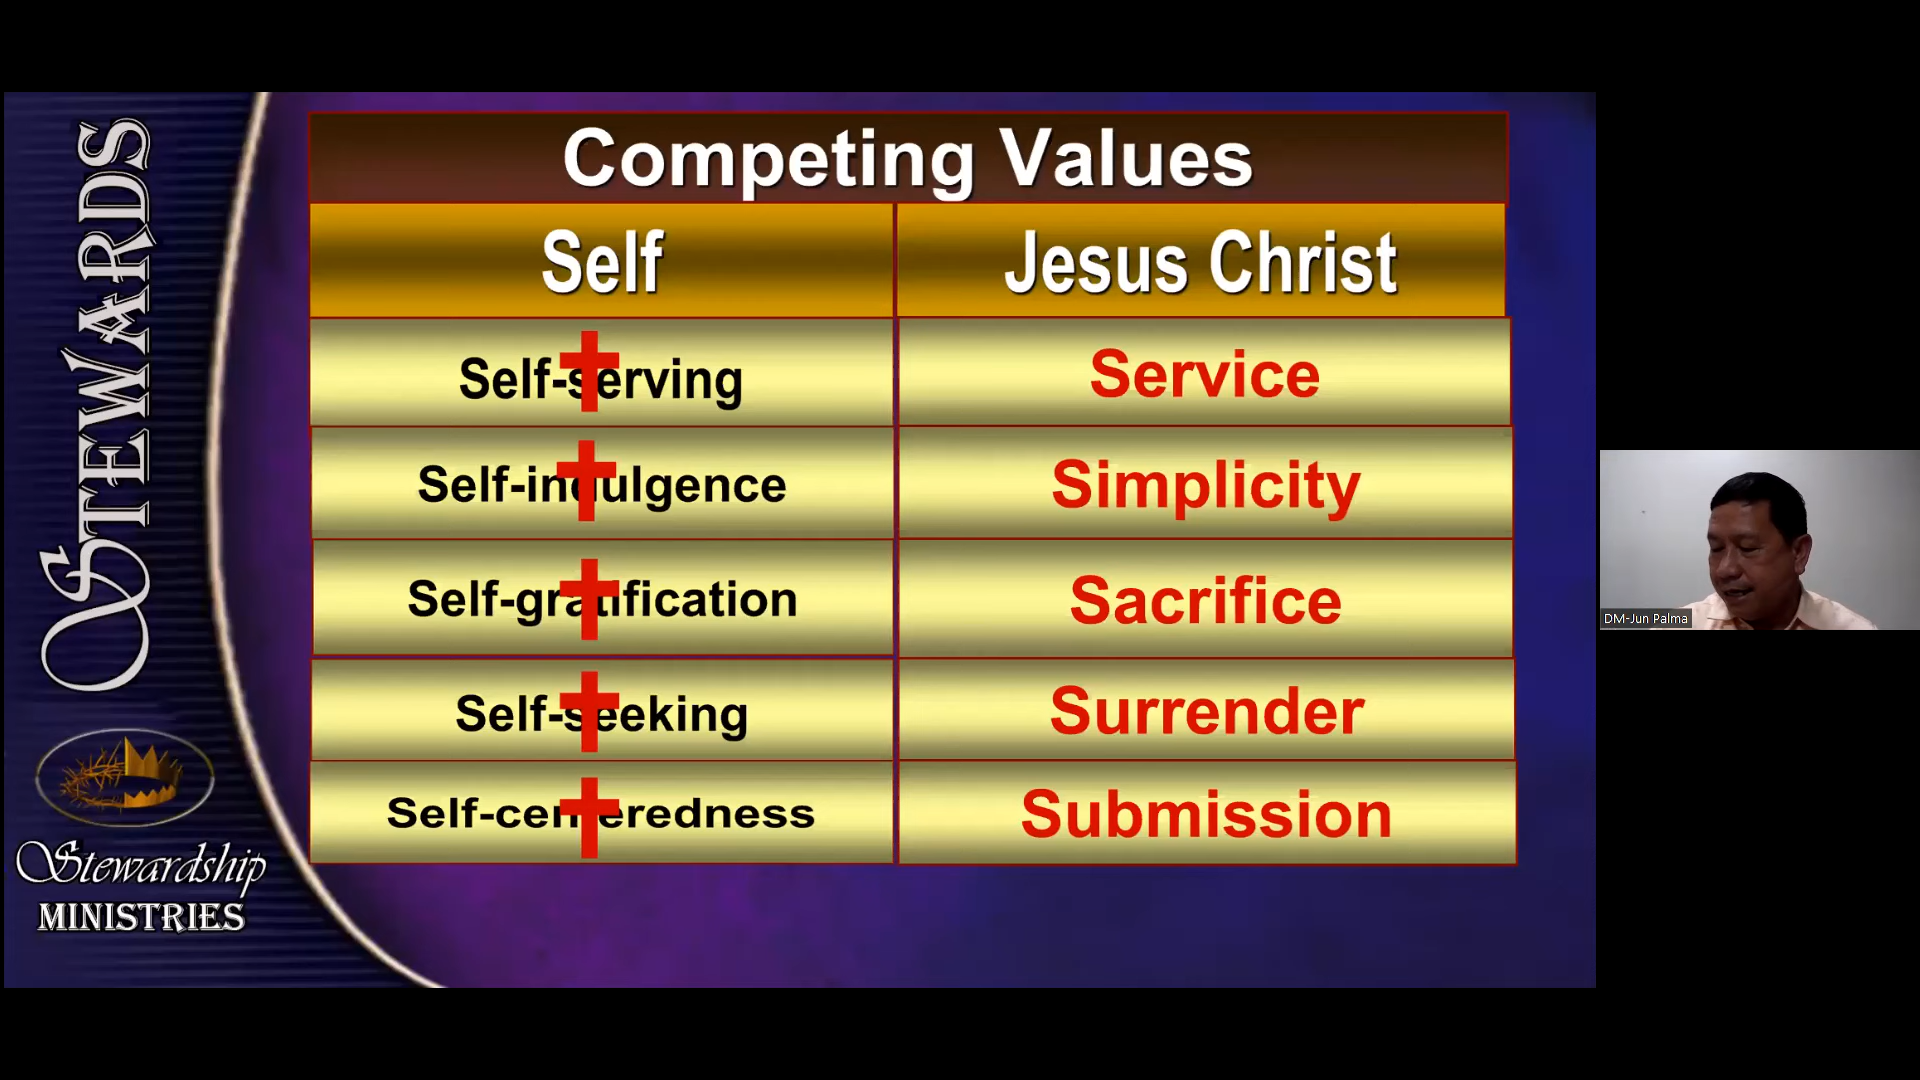 STEWARDS
Stewardship
MINISTRIES
Competing Values
Self
Jesus Christ
Self-serving
Service
Self-indulgence
Simplicity
Self-gratification
Sacrifice
Self-seeking
Surrender
Self-centeredness
Submission
DM-Jun Palma